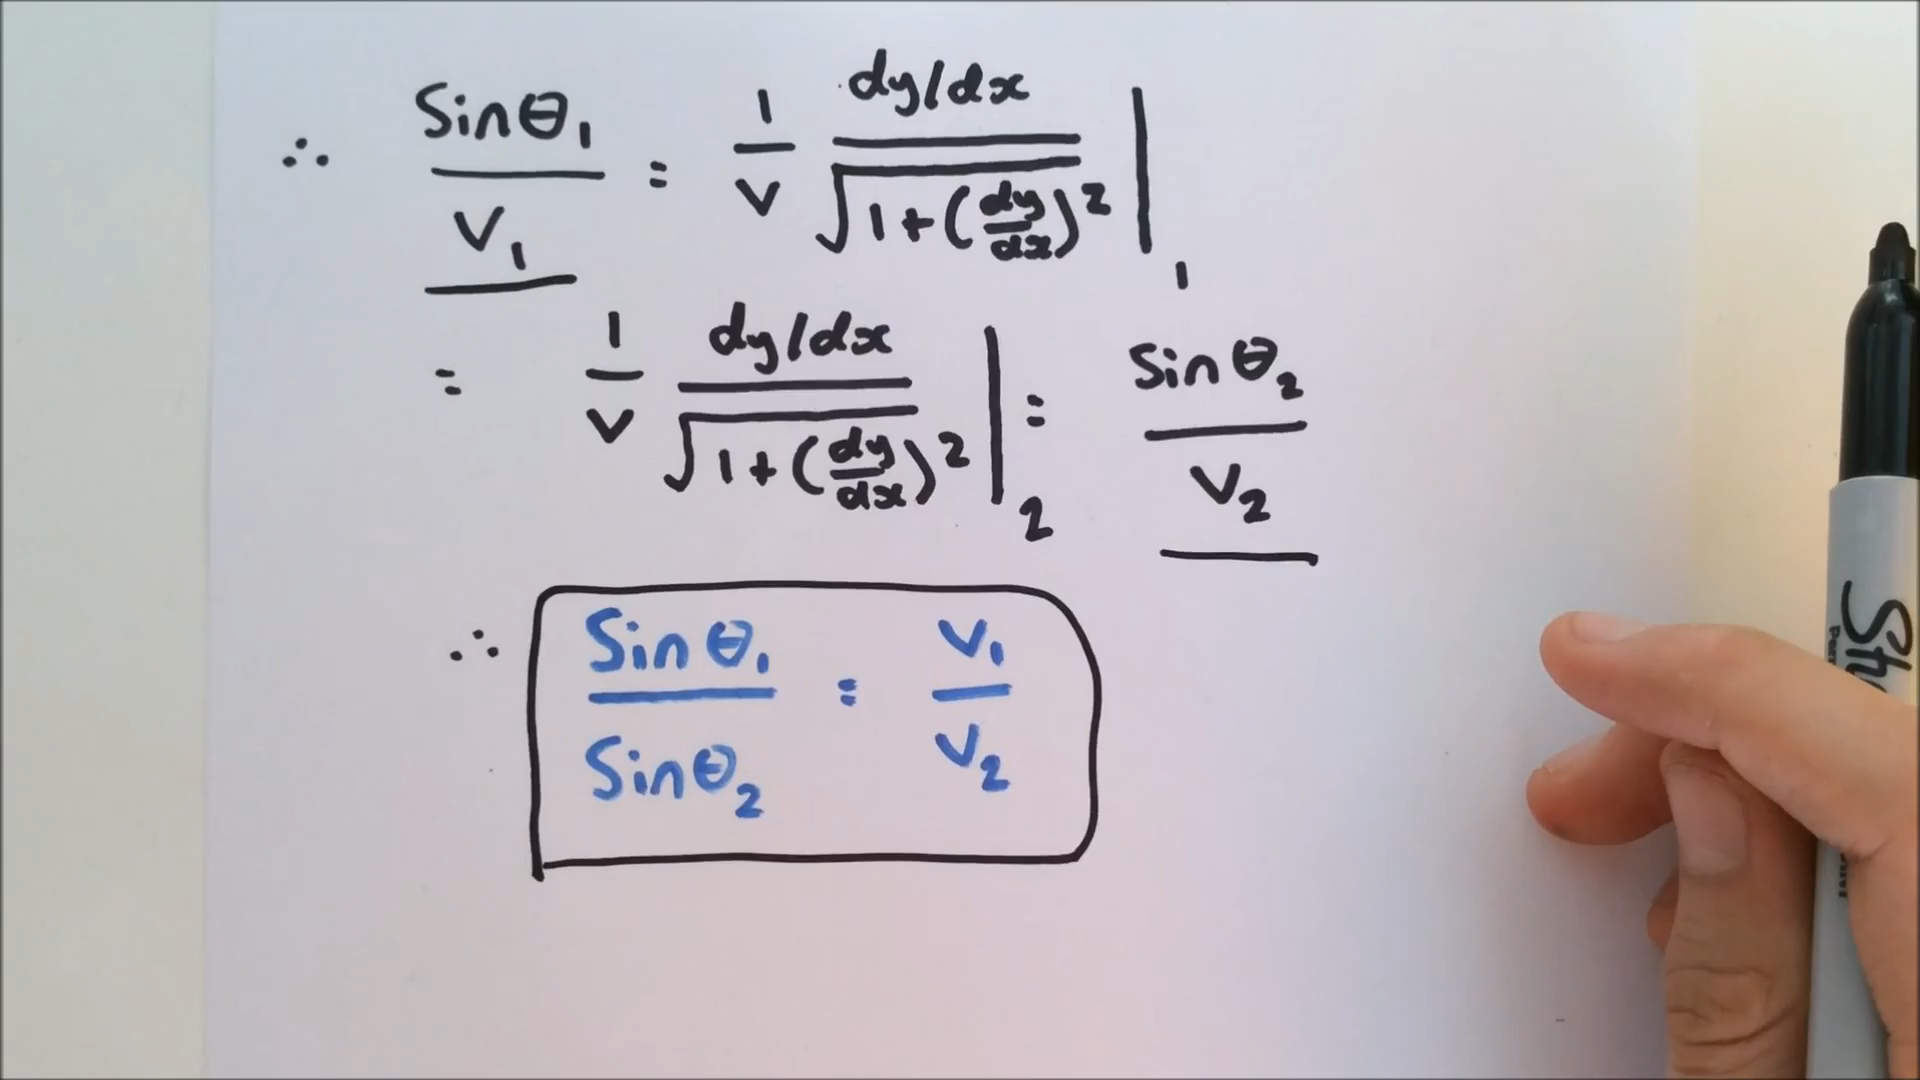 ∴ Sinθ₁/V₁ = 1/V (dy/dx)/√(1+(dy/dx)²) |₁
= 1/V (dy/dx)/√(1+(dy/dx)²) |₂ = Sinθ₂/V₂
∴ Sinθ₁/Sinθ₂ = V₁/V₂